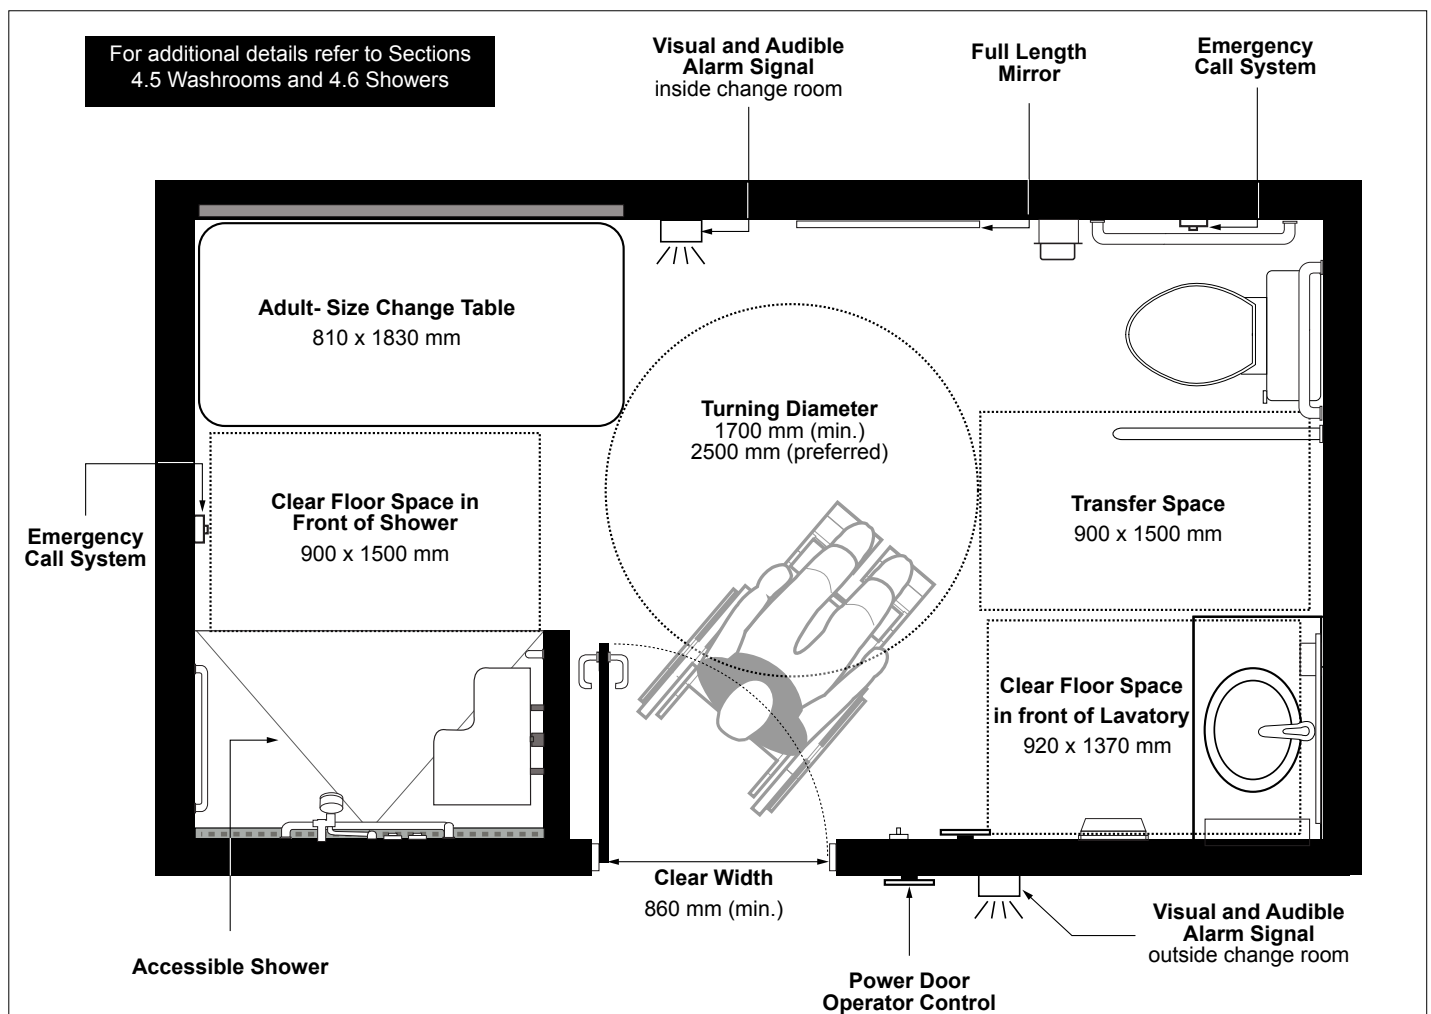 For additional details refer to Sections
4.5 Washrooms and 4.6 Showers
Visual and Audible
Alarm Signal
inside change room
Full Length
Mirror
Emergency
Call System
Adult- Size Change Table
810 x 1830 mm
Turning Diameter
1700 mm (min.)
2500 mm (preferred)
Clear Floor Space in
Front of Shower
900 x 1500 mm
Transfer Space
900 x 1500 mm
Emergency
Call System
Clear Floor Space
in front of Lavatory
920 x 1370 mm
Clear Width
860 mm (min.)
Visual and Audible
Alarm Signal
outside change room
Accessible Shower
Power Door
Operator Control